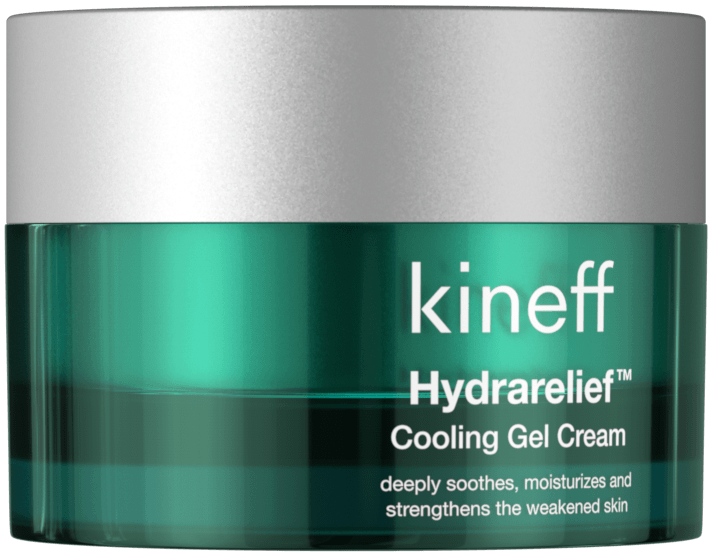 kineff
Hydrarelief™
Cooling Gel Cream
deeply soothes, moisturizes and
strengthens the weakened skin